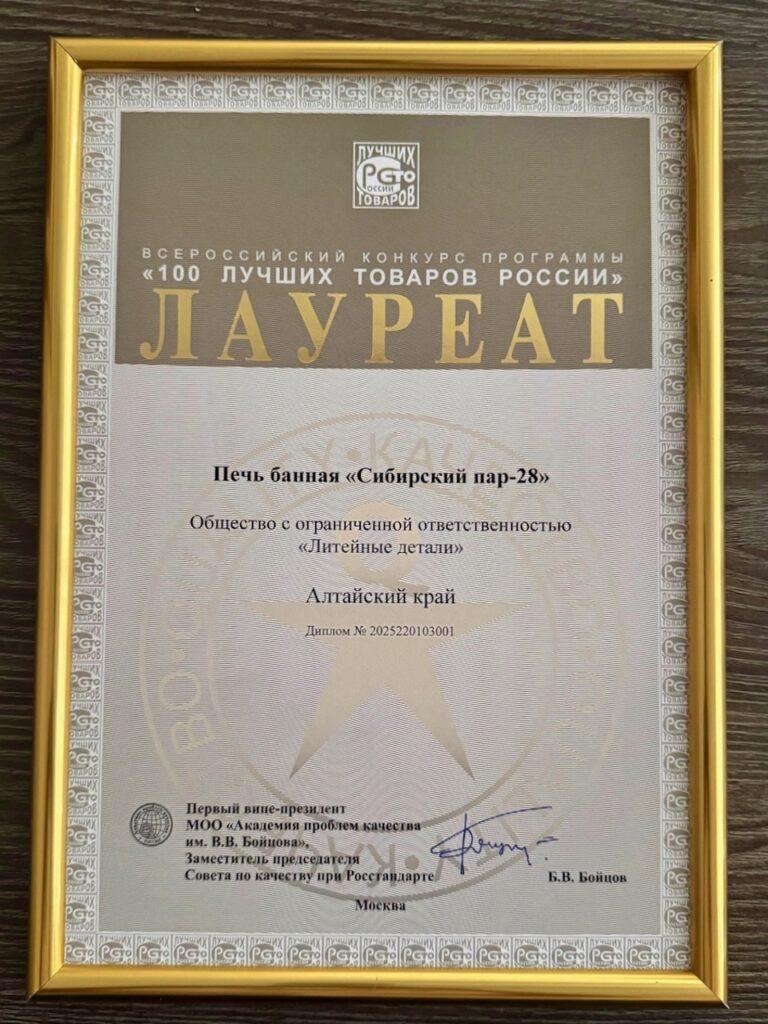 ЛУЧШИХ
PGTO
РОССИИ
ТОВАРОВ
ВСЕРОССИЙСКИЙ КОНКУРС ПРОГРАММЫ
«100 ЛУЧШИХ ТОВАРОВ РОССИИ»
ЛАУРЕАТ
Печь банная «Сибирский пар-28»
Общество с ограниченной ответственностью
«Литейные детали»
Алтайский край
Диплом № 2025220103001
Первый вице-президент
МОО «Академия проблем качества
им. В.В. Бойцова»,
Заместитель председателя
Совета по качеству при Росстандарте
Б.В. Бойцов
Москва